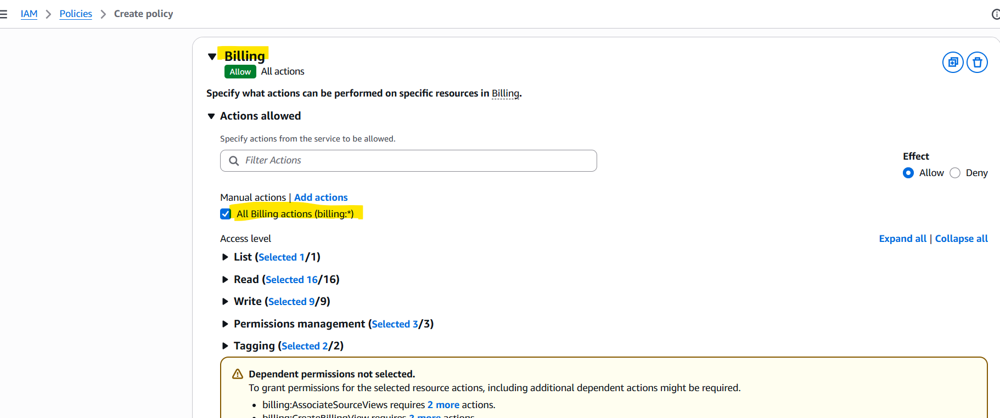 IAM > Policies > Create policy
Billing
Allow All actions
Specify what actions can be performed on specific resources in Billing.
Actions allowed
Specify actions from the service to be allowed.
Filter Actions
Effect
Allow Deny
Manual actions | Add actions
All Billing actions (billing:*)
Access level
Expand all | Collapse all
List (Selected 1/1)
Read (Selected 16/16)
Write (Selected 9/9)
Permissions management (Selected 3/3)
Tagging (Selected 2/2)
Dependent permissions not selected.
To grant permissions for the selected resource actions, including additional dependent actions might be required.
• billing:AssociateSourceViews requires 2 more actions.
• billing:CreateBillingView requires 2 more actions.